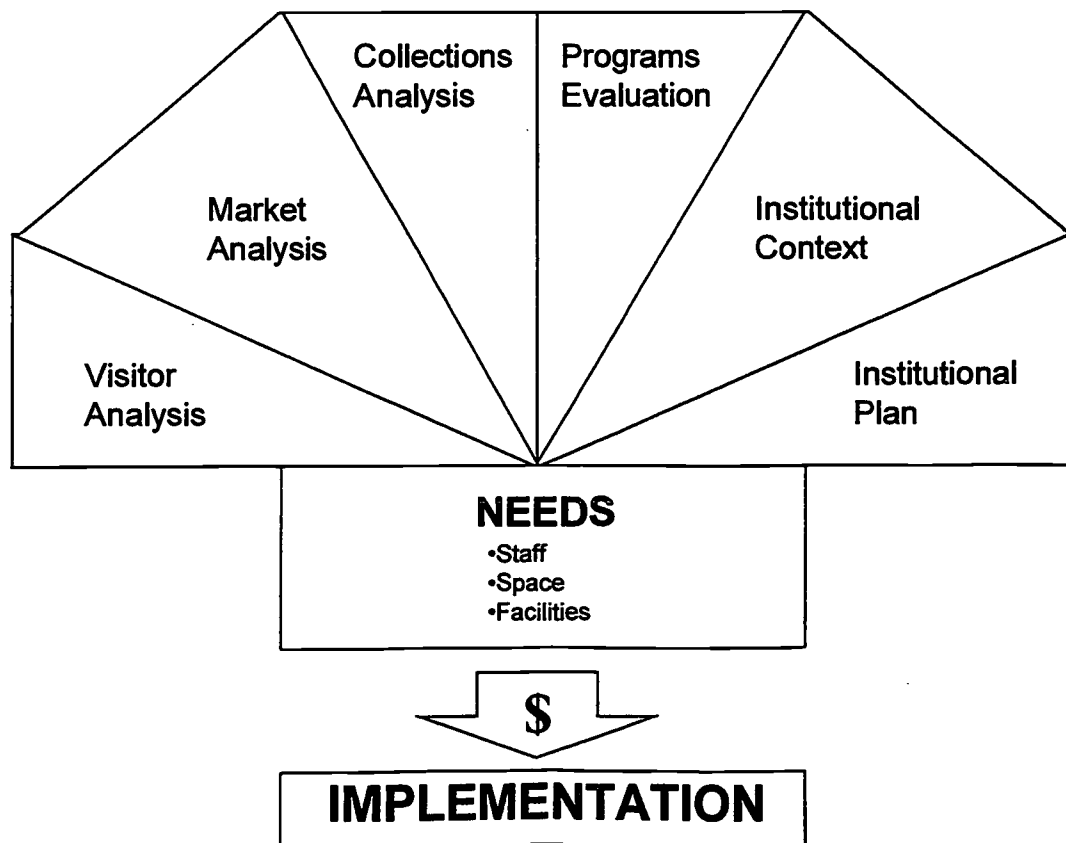 Collections
Analysis
Programs
Evaluation
Market
Analysis
Institutional
Context
Visitor
Analysis
Institutional
Plan
NEEDS
•Staff
•Space
•Facilities
$
IMPLEMENTATION